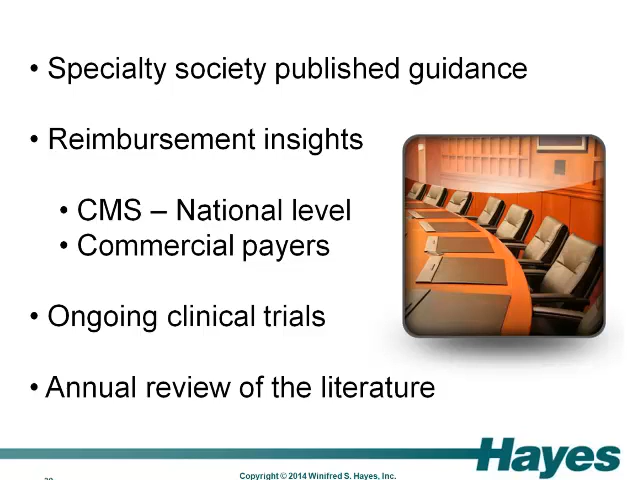 • Specialty society published guidance
• Reimbursement insights
• CMS – National level
• Commercial payers
• Ongoing clinical trials
• Annual review of the literature
Hayes
Copyright © 2014 Winifred S. Hayes, Inc.